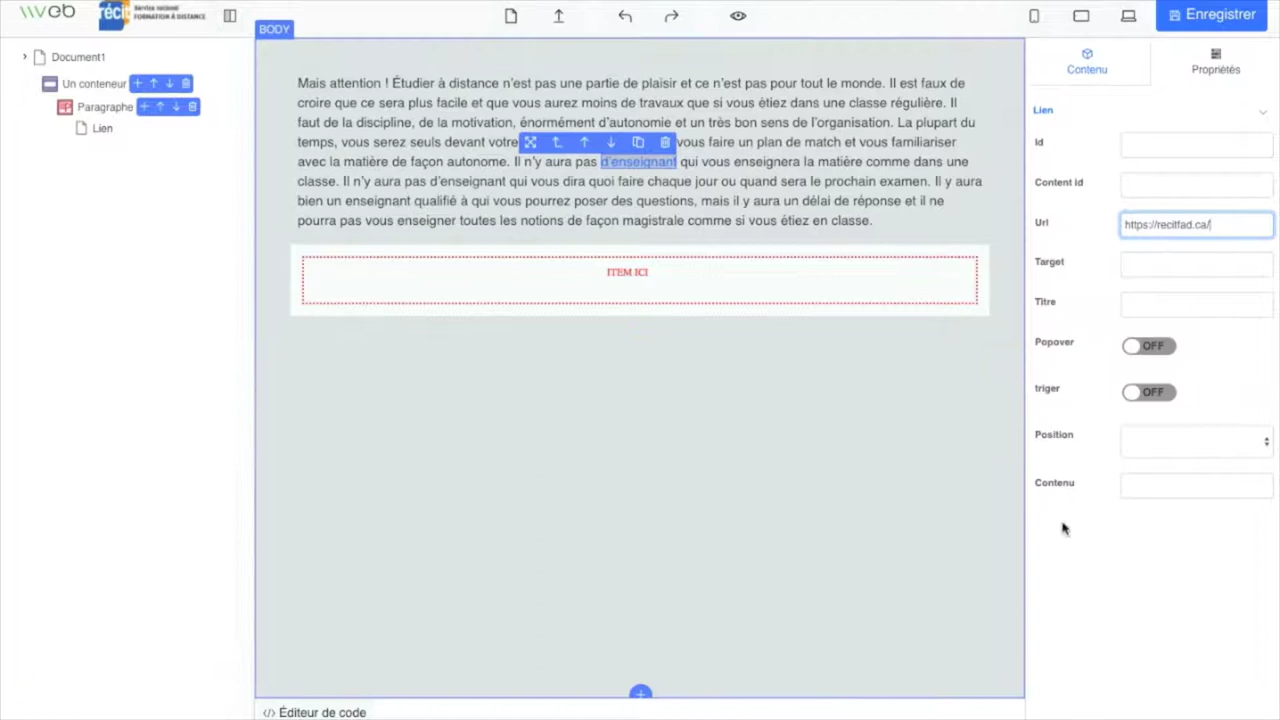 web
récit
Service national
FORMATION À DISTANCE
Enregistrer
BODY
Document1
Un conteneur
Paragraphe
Lien
Mais attention ! Étudier à distance n'est pas une partie de plaisir et ce n'est pas pour tout le monde. Il est faux de
croire que ce sera plus facile et que vous aurez moins de travaux que si vous étiez dans une classe régulière. Il
faut de la discipline, de la motivation, énormément d'autonomie et un très bon sens de l'organisation. La plupart du
temps, vous serez seuls devant votre vous faire un plan de match et vous familiariser
avec la matière de façon autonome. Il n'y aura pas d'enseignant qui vous enseignera la matière comme dans une
classe. Il n'y aura pas d'enseignant qui vous dira quoi faire chaque jour ou quand sera le prochain examen. Il y aura
bien un enseignant qualifié à qui vous pourrez poser des questions, mais il y aura un délai de réponse et il ne
pourra pas vous enseigner toutes les notions de façon magistrale comme si vous étiez en classe.
ITEM ICI
</> Éditeur de code
Contenu
Propriétés
Lien
Id
Content id
Url
https://recitfad.ca/
Target
Titre
Popover
OFF
triger
OFF
Position
Contenu